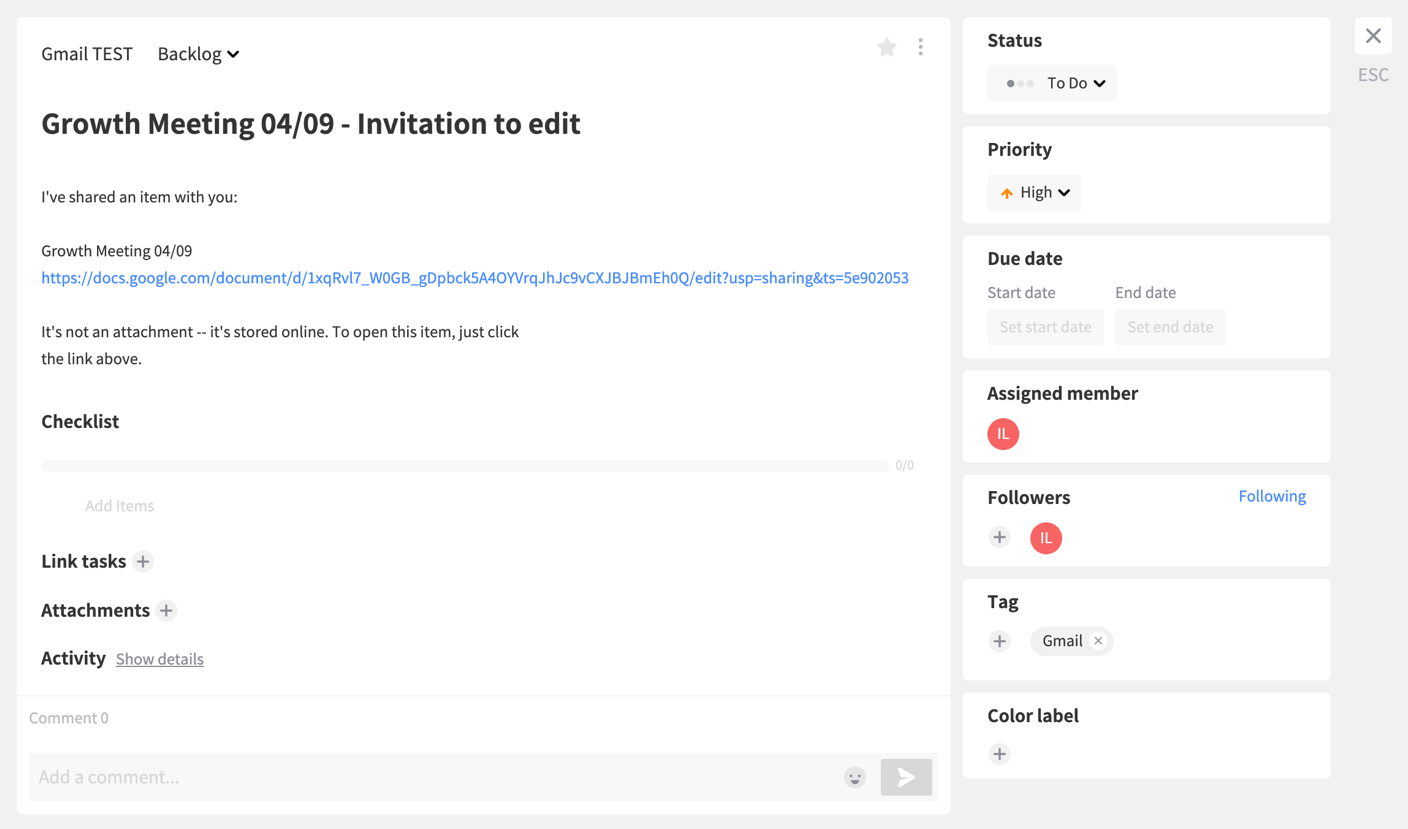 Gmail TEST Backlog
Growth Meeting 04/09 - Invitation to edit
I've shared an item with you:
Growth Meeting 04/09
https://docs.google.com/document/d/1xqRvl7_W0GB_gDpbck5A4OYVrqJhJc9vCXJBJBmEh0Q/edit?usp=sharing&ts=5e902053
It's not an attachment -- it's stored online. To open this item, just click
the link above.
Checklist
0/0
Add Items
Link tasks
Attachments
Activity Show details
Comment 0
Add a comment...
Status
To Do
Priority
High
Due date
Start date End date
Set start date Set end date
Assigned member
IL
Followers Following
IL
Tag
Gmail
Color label
ESC